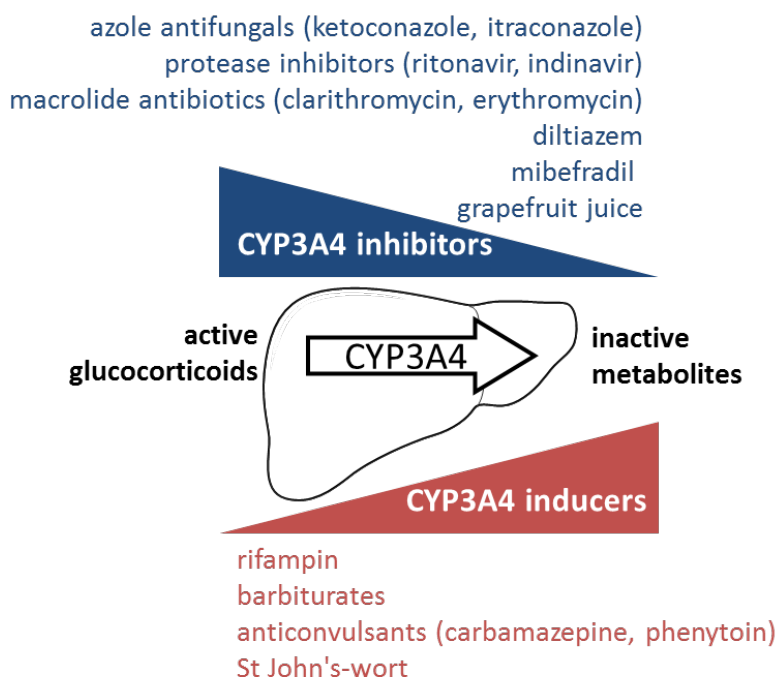 azole antifungals (ketoconazole, itraconazole)
protease inhibitors (ritonavir, indinavir)
macrolide antibiotics (clarithromycin, erythromycin)
diltiazem
mibefradil
grapefruit juice
CYP3A4 inhibitors
active
glucocorticoids
CYP3A4
inactive
metabolites
CYP3A4 inducers
rifampin
barbiturates
anticonvulsants (carbamazepine, phenytoin)
St John's-wort